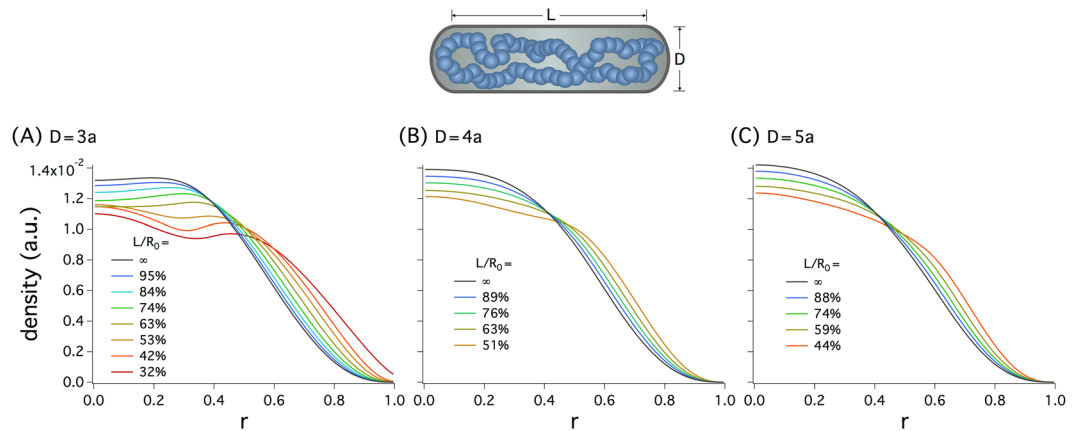 L
D
(A) D=3a
(B) D=4a
(C) D=5a
density (a.u.)
1.4x10⁻²
1.2
1.0
0.8
0.6
0.4
0.2
0.0
L/R₀=
∞
95%
84%
74%
63%
53%
42%
32%
0.0 0.2 0.4 0.6 0.8 1.0
r
L/R₀=
∞
89%
76%
63%
51%
0.0 0.2 0.4 0.6 0.8 1.0
r
L/R₀=
∞
88%
74%
59%
44%
0.0 0.2 0.4 0.6 0.8 1.0
r